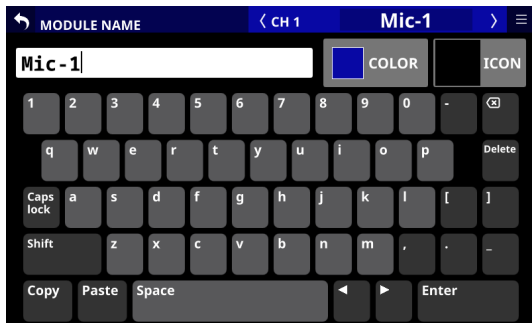 MODULE NAME 〈 CH 1 Mic-1 〉 ≡
Mic-1 COLOR ICON
1 2 3 4 5 6 7 8 9 0 - ⌫
q w e r t y u i o p Delete
Caps lock a s d f g h j k l [ ]
Shift z x c v b n m , . _
Copy Paste Space ◀ ▶ Enter